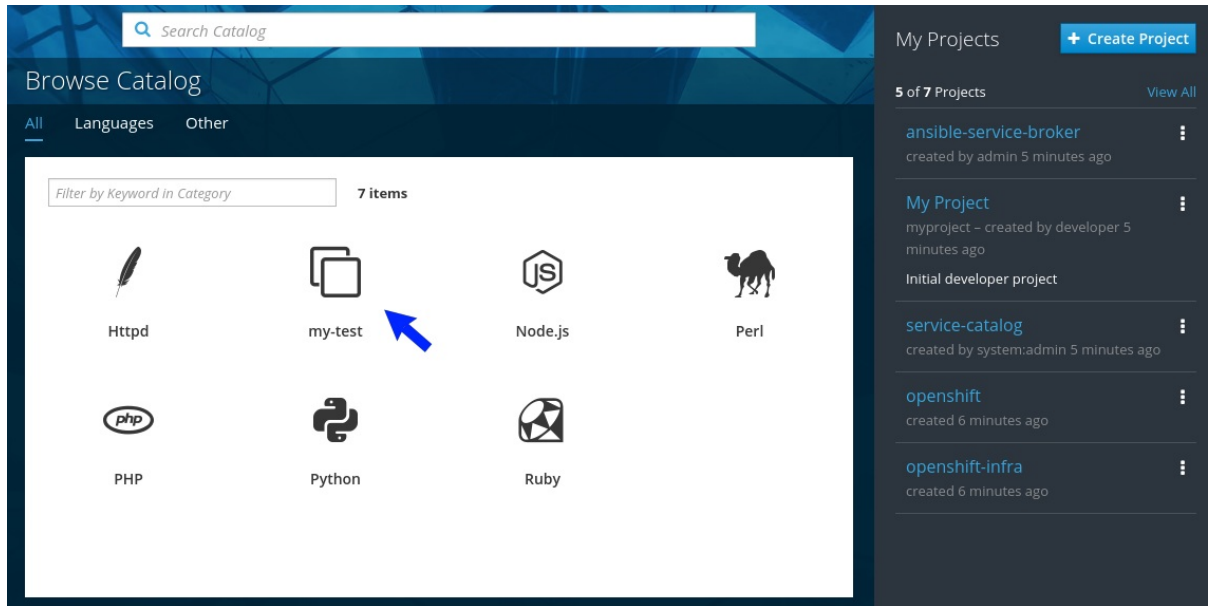 Search Catalog
Browse Catalog
All Languages Other
Filter by Keyword in Category 7 items
Httpd my-test Node.js Perl
JS
php
PHP Python Ruby
My Projects + Create Project
5 of 7 Projects View All
ansible-service-broker
created by admin 5 minutes ago
My Project
myproject – created by developer 5
minutes ago
Initial developer project
service-catalog
created by system:admin 5 minutes ago
openshift
created 6 minutes ago
openshift-infra
created 6 minutes ago